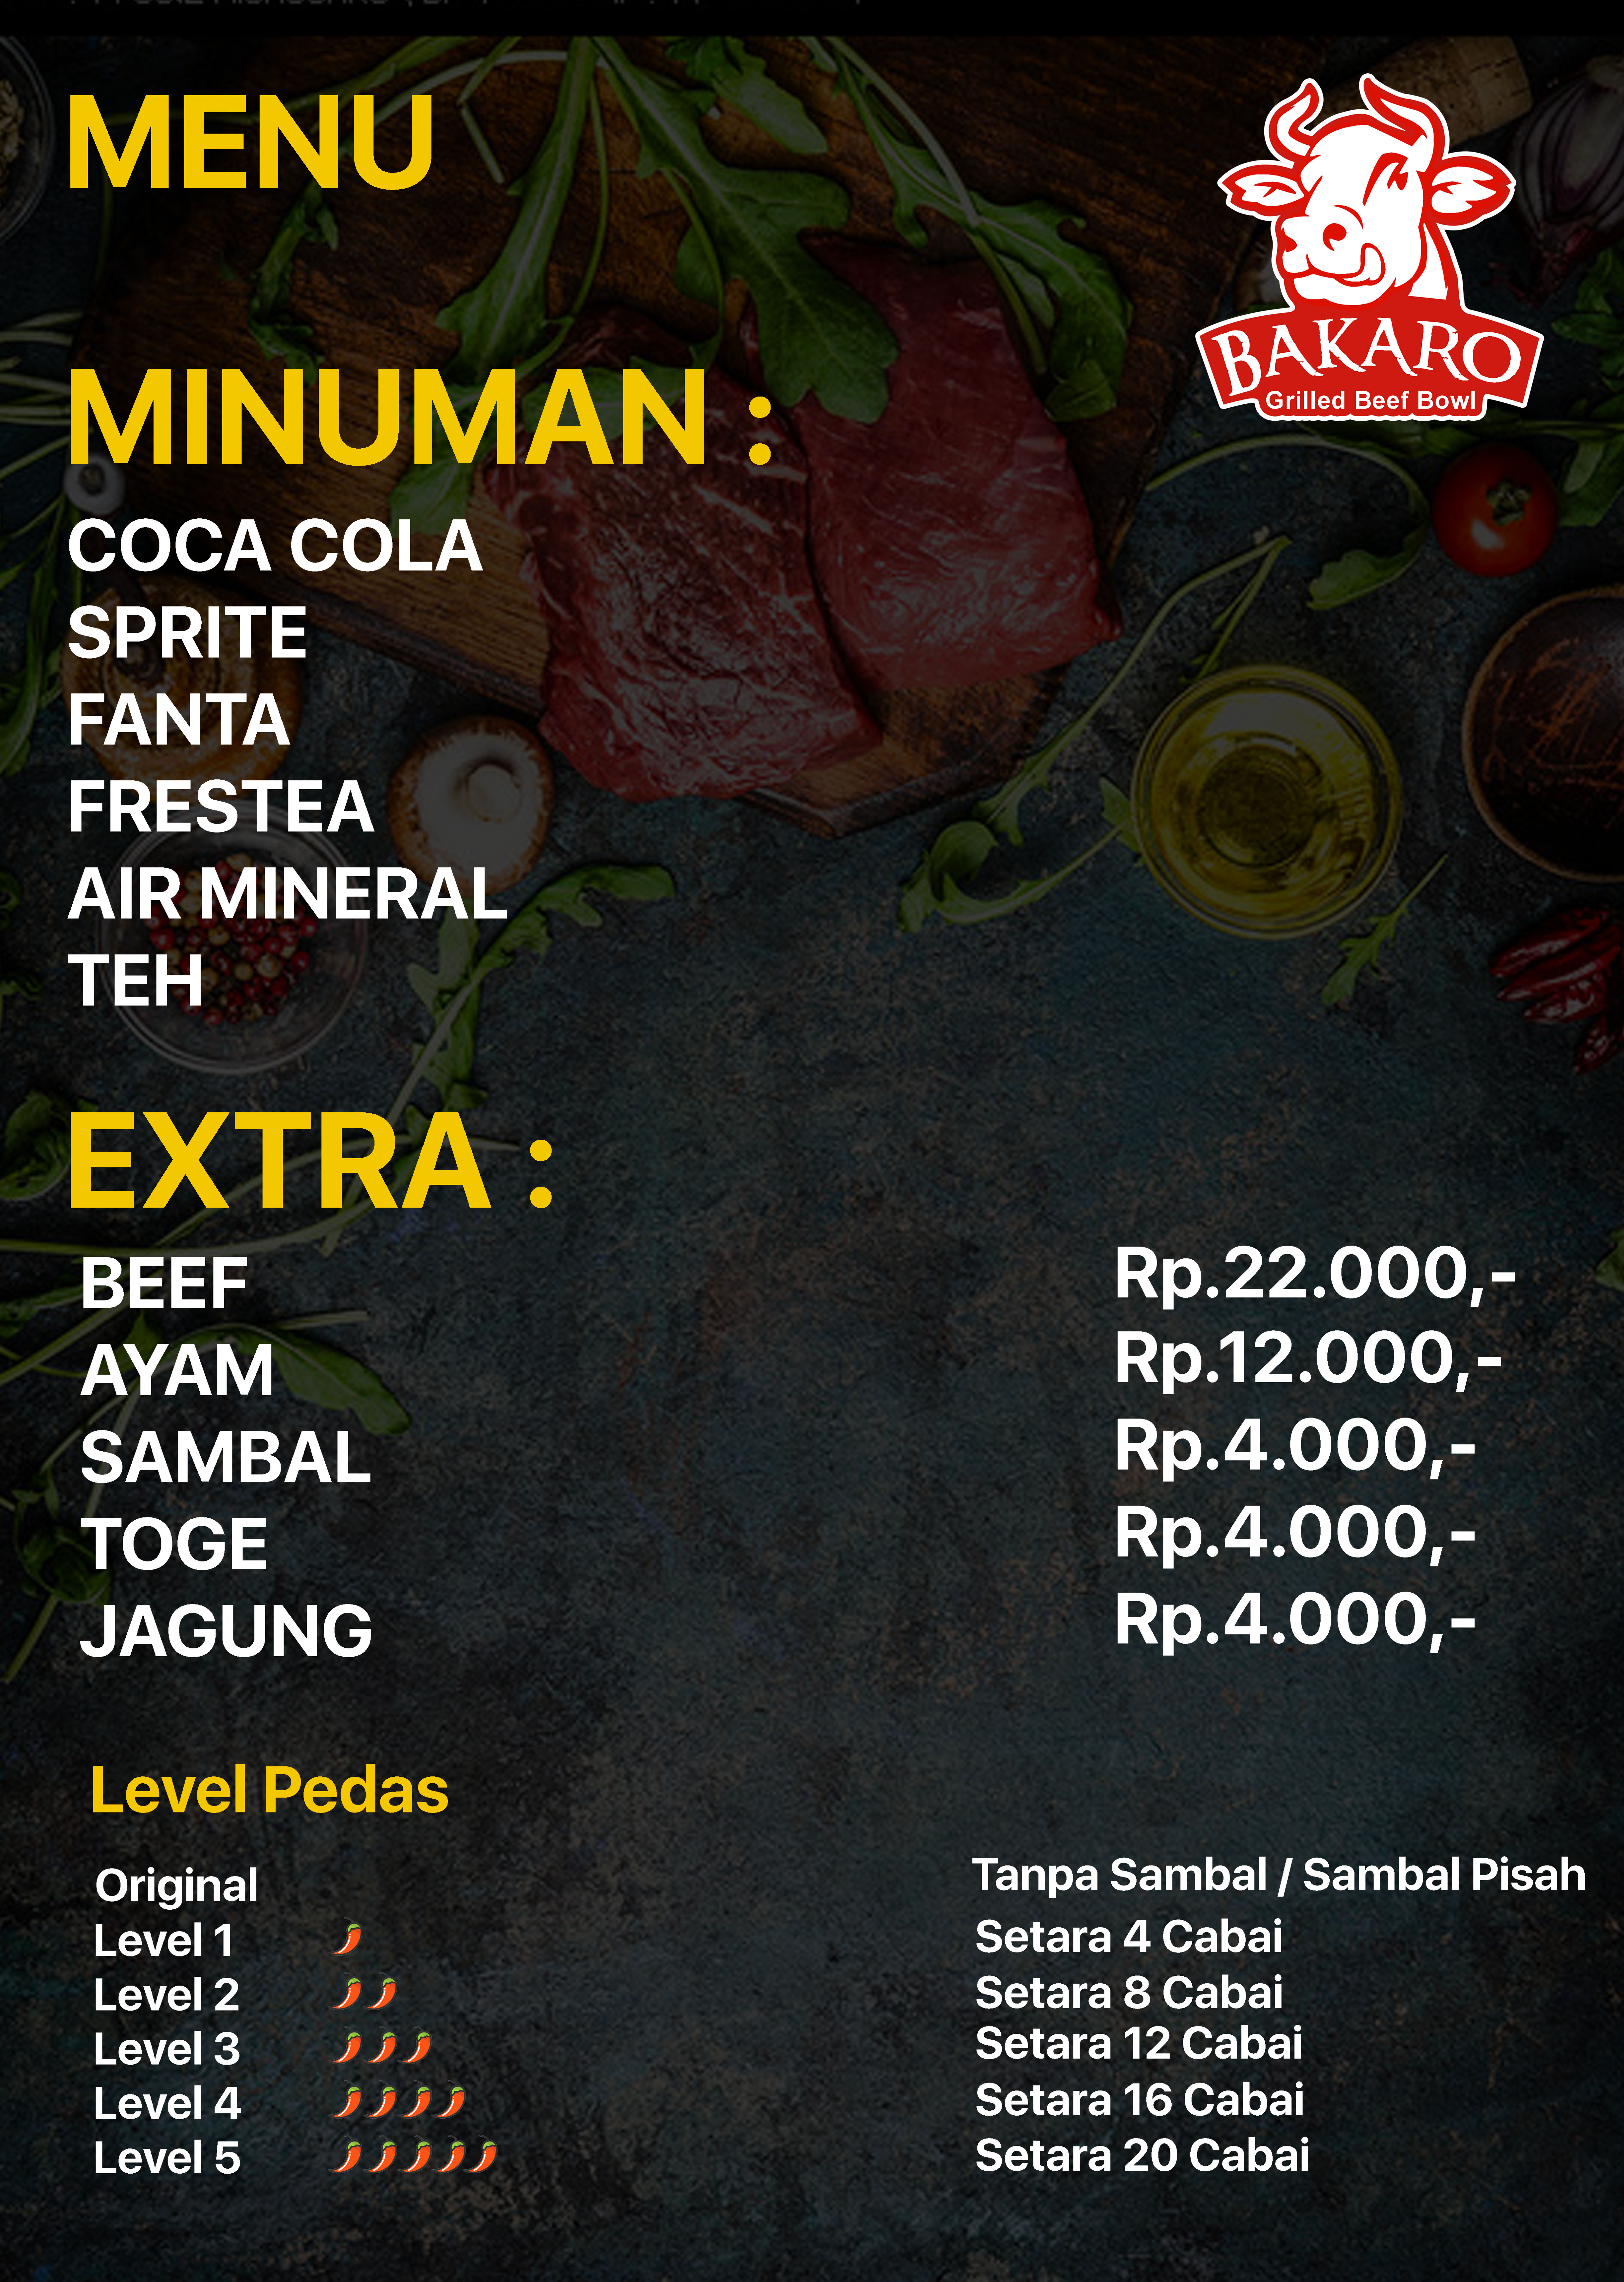 MENU
BAKARO
Grilled Beef Bowl
MINUMAN :
COCA COLA
SPRITE
FANTA
FRESTEA
AIR MINERAL
TEH
EXTRA :
BEEF Rp.22.000,-
AYAM Rp.12.000,-
SAMBAL Rp.4.000,-
TOGE Rp.4.000,-
JAGUNG Rp.4.000,-
Level Pedas
Original Tanpa Sambal / Sambal Pisah
Level 1 Setara 4 Cabai
Level 2 Setara 8 Cabai
Level 3 Setara 12 Cabai
Level 4 Setara 16 Cabai
Level 5 Setara 20 Cabai